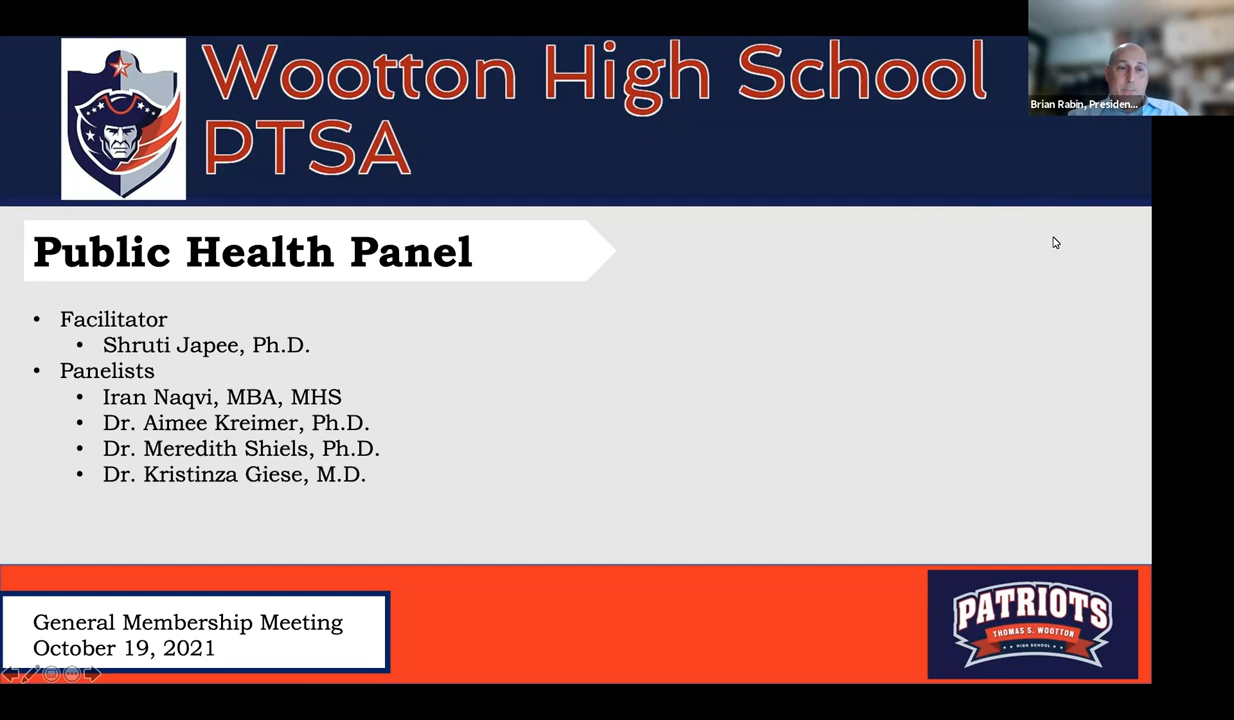 Wootton High School
PTSA
Brian Rabin, Presiden...
Public Health Panel
• Facilitator
• Shruti Japee, Ph.D.
• Panelists
• Iran Naqvi, MBA, MHS
• Dr. Aimee Kreimer, Ph.D.
• Dr. Meredith Shiels, Ph.D.
• Dr. Kristinza Giese, M.D.
General Membership Meeting
October 19, 2021
PATRIOTS
THOMAS S. WOOTTON
HIGH SCHOOL